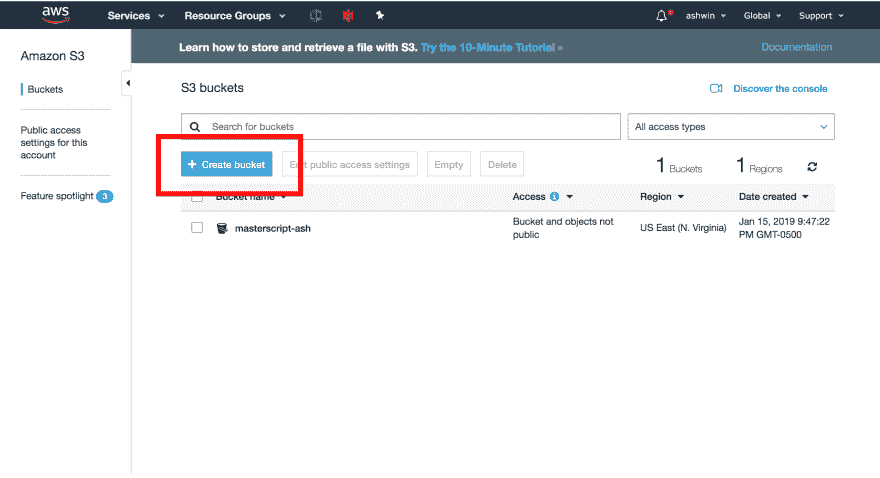 aws
Services
Resource Groups
ashwin
Global
Support
Amazon S3
Buckets
Public access
settings for this
account
Feature spotlight 3
Learn how to store and retrieve a file with S3. Try the 10-Minute Tutorial »
Documentation
S3 buckets
Discover the console
Search for buckets
All access types
+ Create bucket
Edit public access settings
Empty
Delete
1 Buckets
1 Regions
Bucket name
Access
Region
Date created
masterscript-ash
Bucket and objects not
public
US East (N. Virginia)
Jan 15, 2019 9:47:22
PM GMT-0500